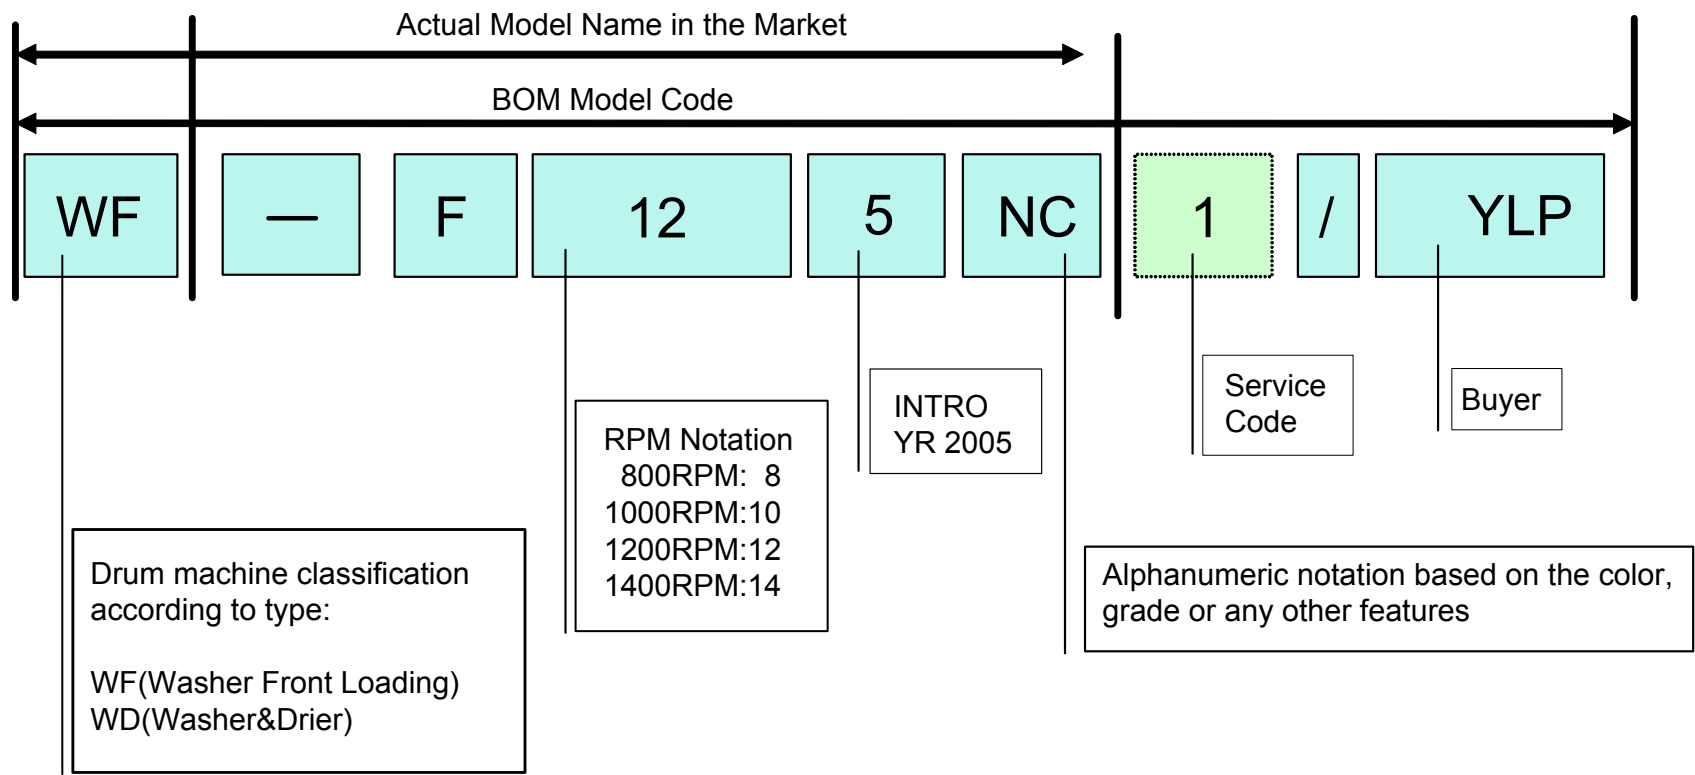 Actual Model Name in the Market
BOM Model Code
WF — F 12 5 NC 1 / YLP
Service
Code
Buyer
INTRO
YR 2005
RPM Notation
800RPM: 8
1000RPM:10
1200RPM:12
1400RPM:14
Drum machine classification
according to type:
WF(Washer Front Loading)
WD(Washer&Drier)
Alphanumeric notation based on the color,
grade or any other features